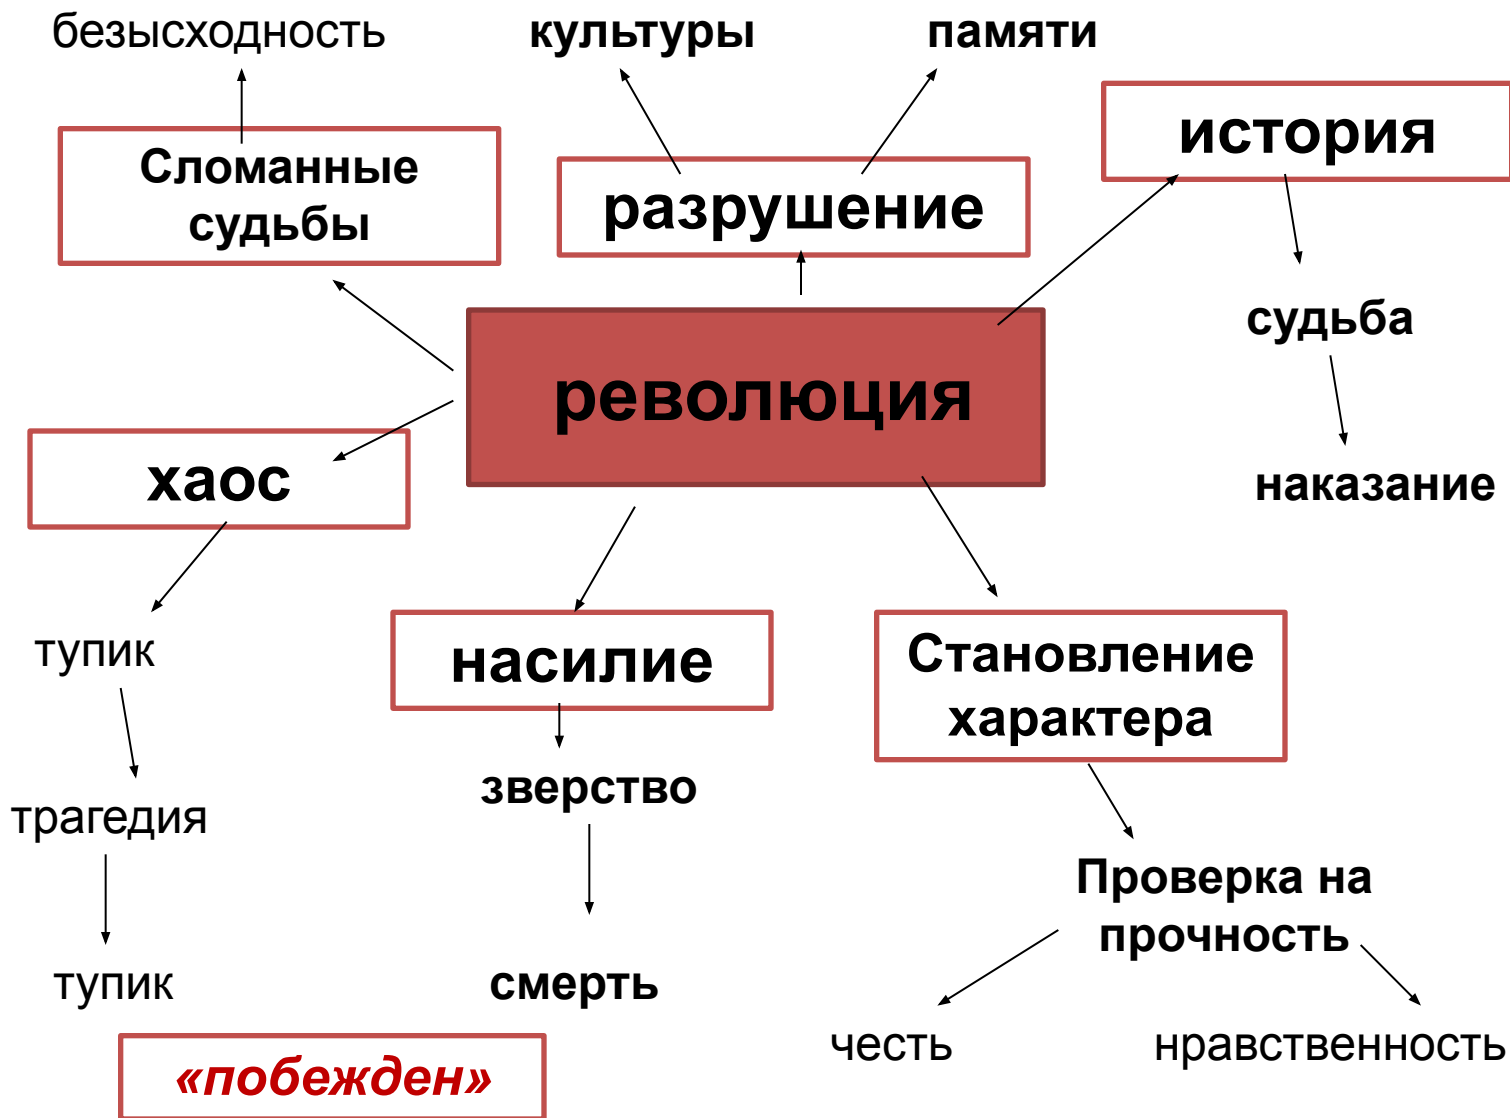 безысходность
культуры
памяти
история
Сломанные
судьбы
разрушение
судьба
революция
хаос
наказание
тупик
насилие
Становление
характера
зверство
трагедия
Проверка на
прочность
тупик
смерть
честь
нравственность
«побежден»